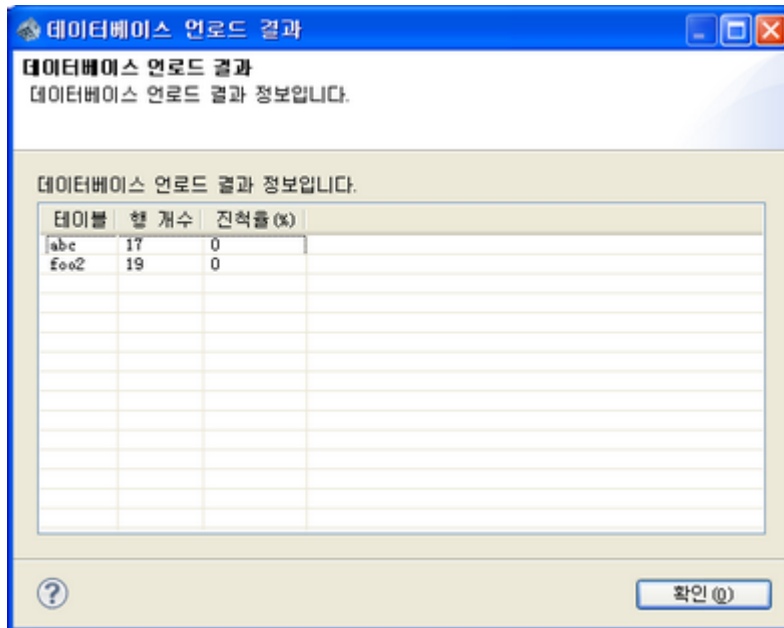 데이터베이스 언로드 결과
데이터베이스 언로드 결과
데이터베이스 언로드 결과 정보입니다.
데이터베이스 언로드 결과 정보입니다.
테이블 행 개수 진척율(%)
abc 17 0
foo2 19 0
확인(O)